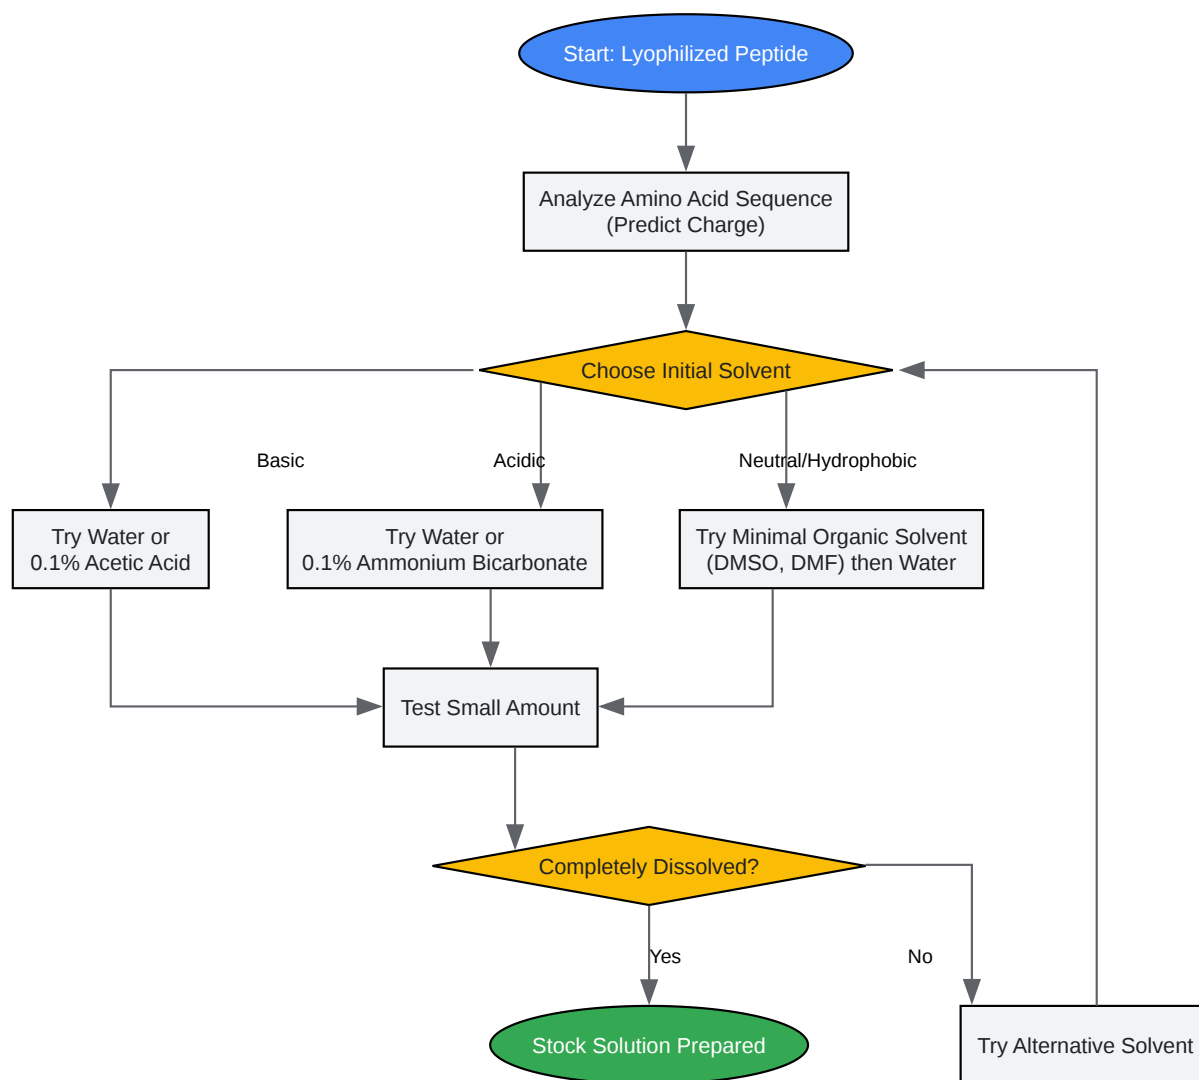 Start: Lyophilized Peptide
Analyze Amino Acid Sequence
(Predict Charge)
Choose Initial Solvent
Basic
Acidic
Neutral/Hydrophobic
Try Water or
0.1% Acetic Acid
Try Water or
0.1% Ammonium Bicarbonate
Try Minimal Organic Solvent
(DMSO, DMF) then Water
Test Small Amount
Completely Dissolved?
Yes
No
Stock Solution Prepared
Try Alternative Solvent